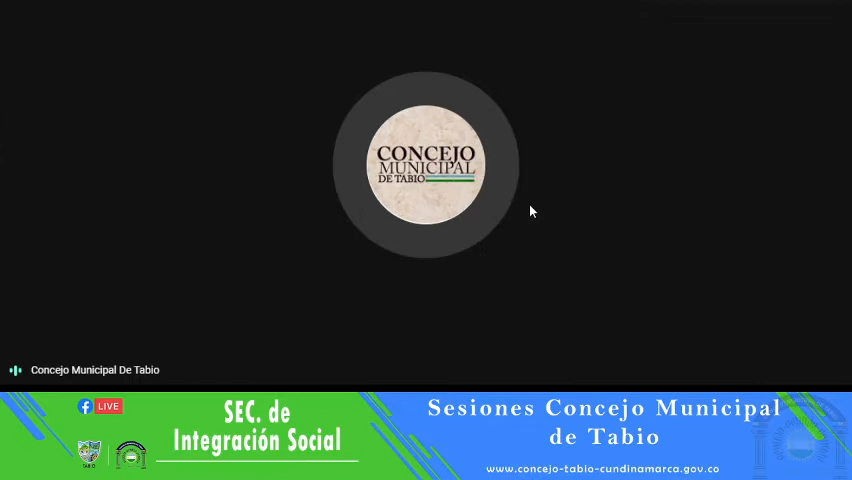 CONCEJO
MUNICIPAL
DE TABIO
Concejo Municipal De Tabio
LIVE
SEC. de
Integración Social
TABIO
Sesiones Concejo Municipal
de Tabio
www.concejo-tabio-cundinamarca.gov.co